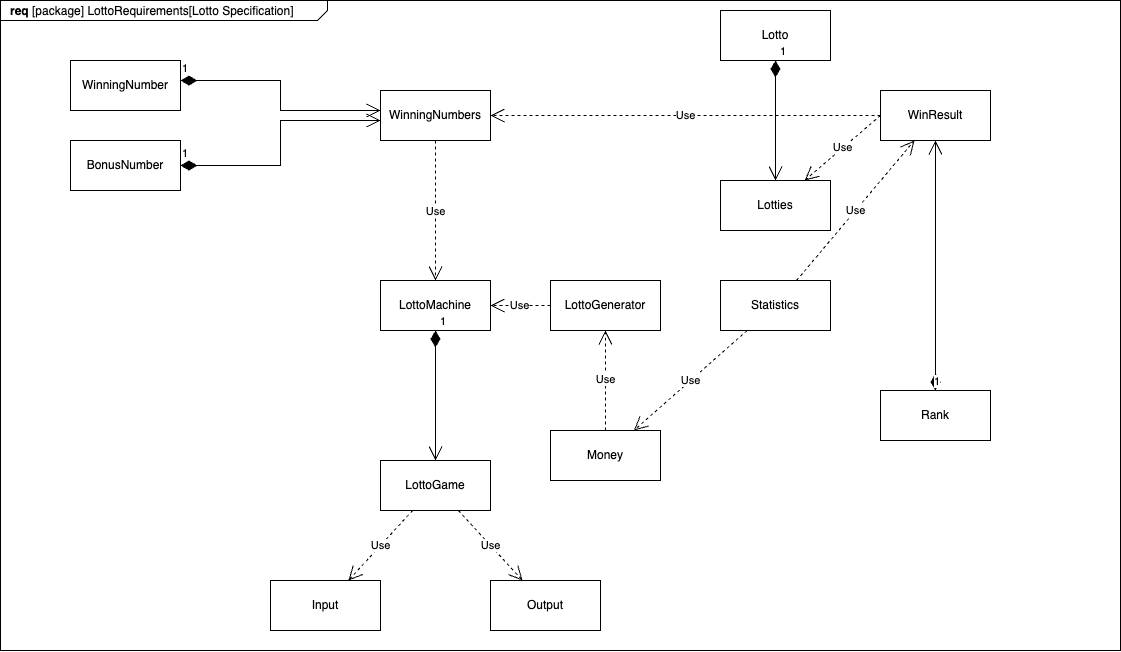 req [package] LottoRequirements[Lotto Specification]
Lotto
1
WinningNumber
1
WinningNumbers
Use
WinResult
BonusNumber
1
Use
Lotties
Use
Use
LottoMachine
1
Use
LottoGenerator
Statistics
Use
Use
1
Rank
Money
LottoGame
Use
Use
Input
Output